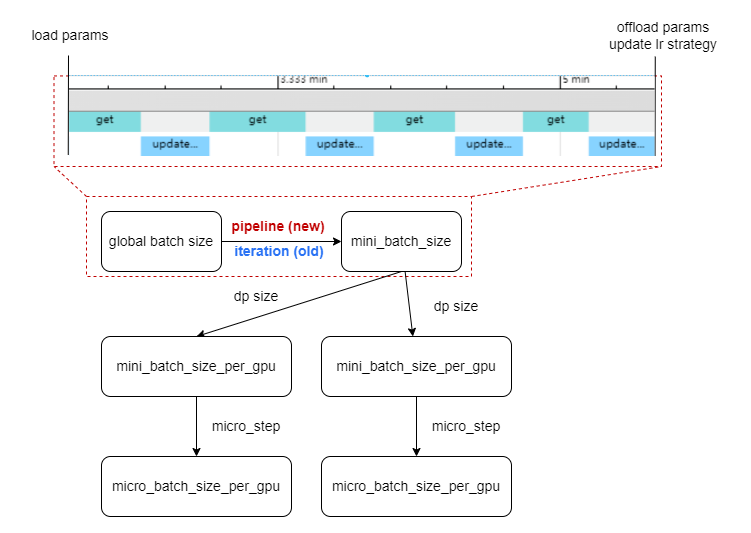 load params
offload params
update lr strategy
3.333 min
5 min
get
get
get
get
update...
update...
update...
update...
global batch size
pipeline (new)
iteration (old)
mini_batch_size
dp size
dp size
mini_batch_size_per_gpu
mini_batch_size_per_gpu
micro_step
micro_step
micro_batch_size_per_gpu
micro_batch_size_per_gpu